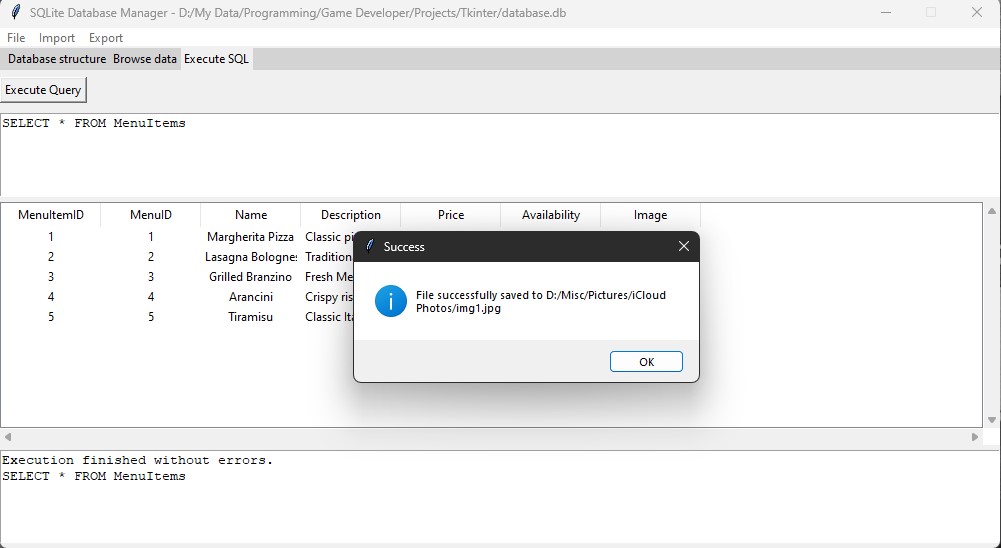 SQLite Database Manager - D:/My Data/Programming/Game Developer/Projects/Tkinter/database.db
File Import Export
Database structure Browse data Execute SQL
Execute Query
SELECT * FROM MenuItems
MenuItemID MenuID Name Description Price Availability Image
1 1 Margherita Pizza Classic pi
2 2 Lasagna Bolognes Tradition
3 3 Grilled Branzino Fresh Me
4 4 Arancini Crispy ris
5 5 Tiramisu Classic Ita
Success
File successfully saved to D:/Misc/Pictures/iCloud
Photos/img1.jpg
OK
Execution finished without errors.
SELECT * FROM MenuItems